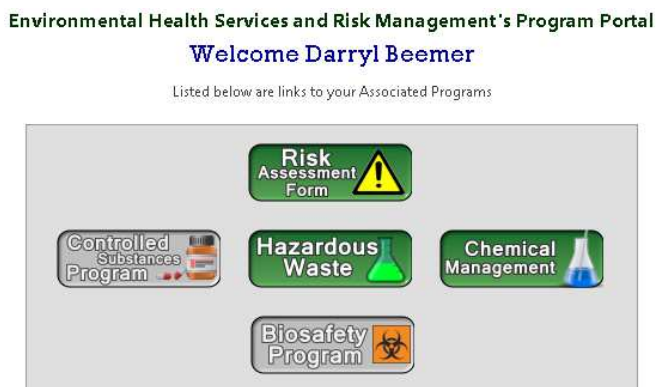 Environmental Health Services and Risk Management's Program Portal
Welcome Darryl Beemer
Listed below are links to your Associated Programs
Risk
Assessment
Form
Controlled
Substances
Program
Hazardous
Waste
Chemical
Management
Biosafety
Program